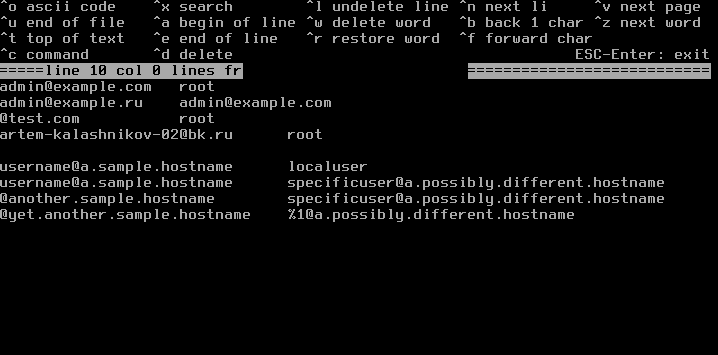 ^o ascii code ^x search ^l undelete line ^n next li ^v next page
^u end of file ^a begin of line ^w delete word ^b back 1 char ^z next word
^t top of text ^e end of line ^r restore word ^f forward char
^c command ^d delete ESC-Enter: exit
=====line 10 col 0 lines fr ===========================
admin@example.com root
admin@example.ru admin@example.com
@test.com root
artem-kalashnikov-02@bk.ru root
username@a.sample.hostname localuser
username@a.sample.hostname specificuser@a.possibly.different.hostname
@another.sample.hostname specificuser@a.possibly.different.hostname
@yet.another.sample.hostname %1@a.possibly.different.hostname